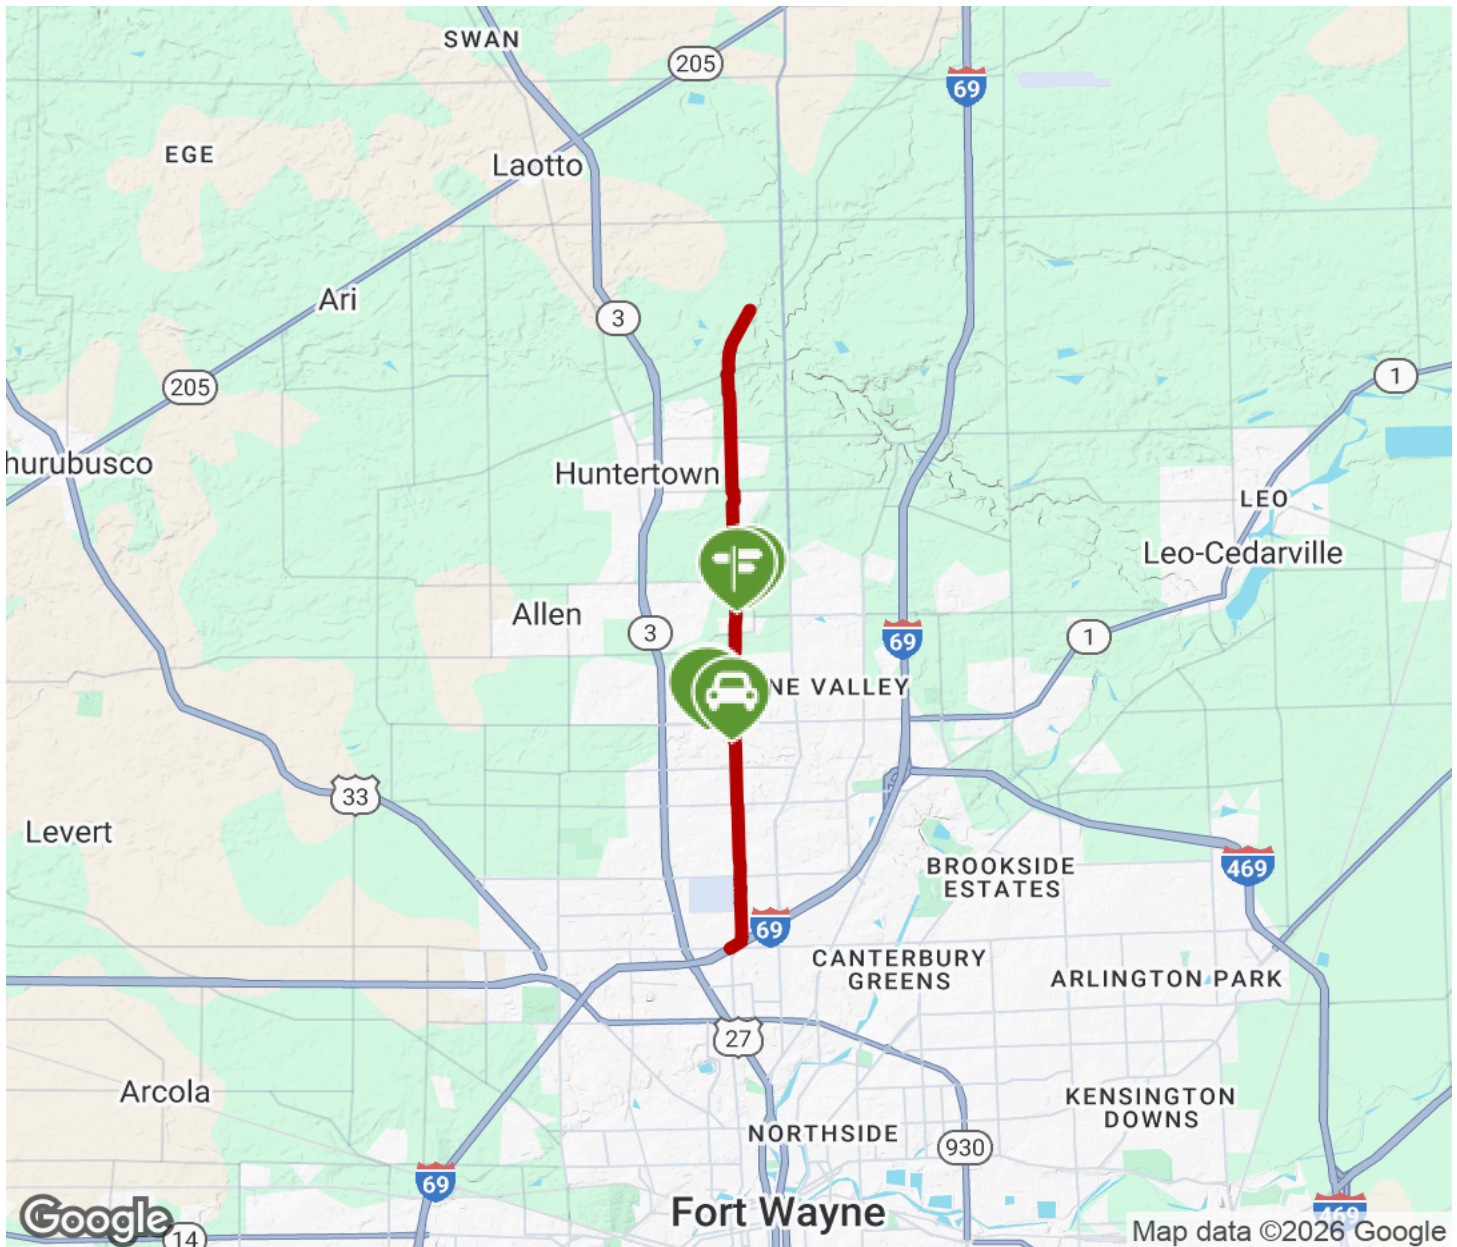 SWAN
205
69
EGE
Laotto
Ari
3
205
1
hurubusco
Huntertown
LEO
Leo-Cedarville
Allen
3
69
1
NE VALLEY
33
Levert
BROOKSIDE
ESTATES
469
69
CANTERBURY
GREENS
ARLINGTON PARK
27
Arcola
KENSINGTON
DOWNS
NORTHSIDE
930
69
Fort Wayne
469
Google
14
Map data ©2026 Google